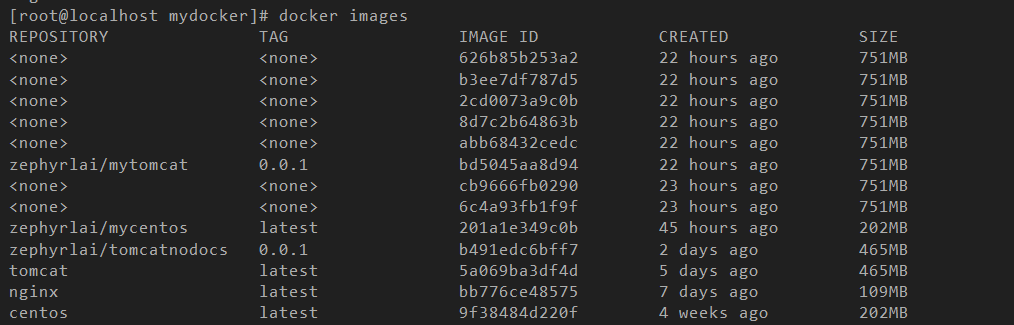 [root@localhost mydocker]# docker images
REPOSITORY TAG IMAGE ID CREATED SIZE
<none> <none> 626b85b253a2 22 hours ago 751MB
<none> <none> b3ee7df787d5 22 hours ago 751MB
<none> <none> 2cd0073a9c0b 22 hours ago 751MB
<none> <none> 8d7c2b64863b 22 hours ago 751MB
<none> <none> abb68432cedc 22 hours ago 751MB
zephyrlai/mytomcat 0.0.1 bd5045aa8d94 22 hours ago 751MB
<none> <none> cb9666fb0290 23 hours ago 751MB
<none> <none> 6c4a93fb1f9f 23 hours ago 751MB
zephyrlai/mycentos latest 201a1e349c0b 45 hours ago 202MB
zephyrlai/tomcatnodocs 0.0.1 b491edc6bff7 2 days ago 465MB
tomcat latest 5a069ba3df4d 5 days ago 465MB
nginx latest bb776ce48575 7 days ago 109MB
centos latest 9f38484d220f 4 weeks ago 202MB